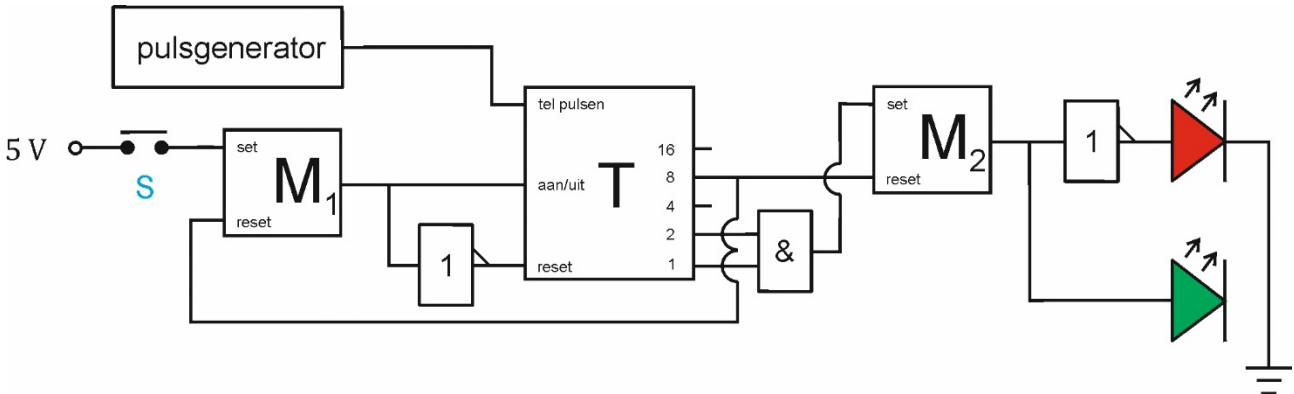 pulsgenerator
5 V
S
set
M1
reset
1
tel pulsen
aan/uit
T
reset
16
8
4
2
1
&
set
M2
reset
1